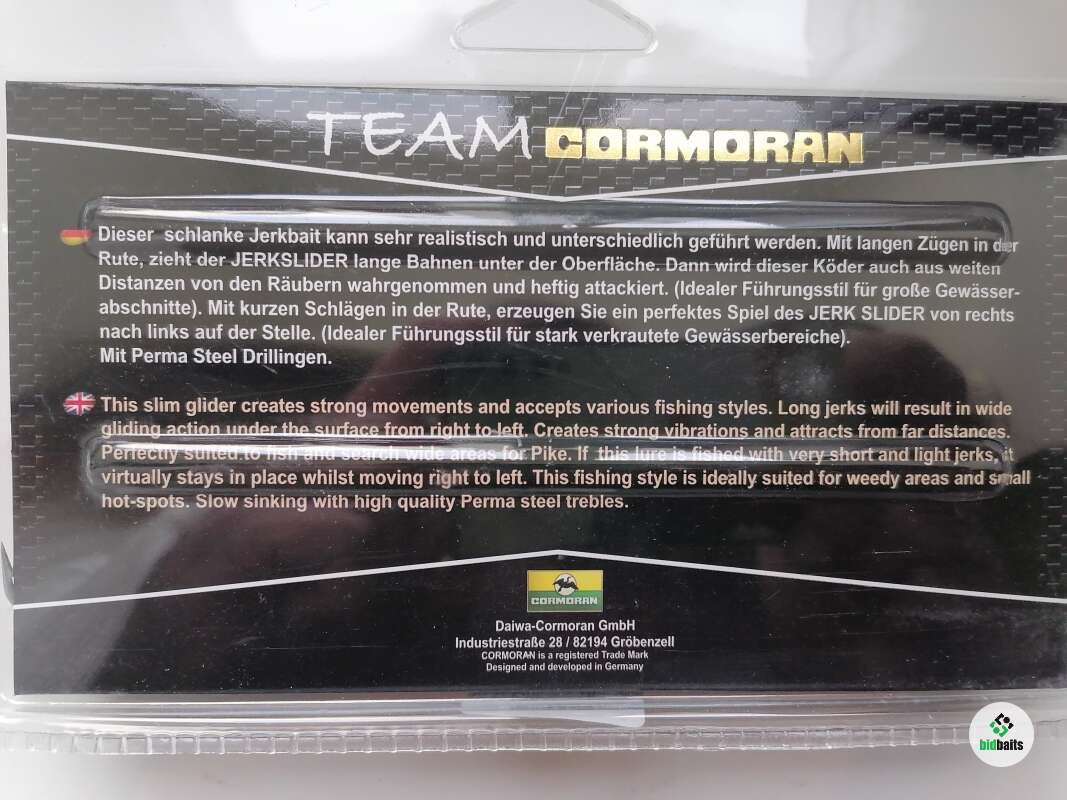 TEAM CORMORAN
Dieser schlanke Jerkbait kann sehr realistisch und unterschiedlich geführt werden. Mit langen Zügen in der
Rute, zieht der JERKSLIDER lange Bahnen unter der Oberfläche. Dann wird dieser Köder auch aus weiten
Distanzen von den Räubern wahrgenommen und heftig attackiert. (Idealer Führungsstil für große Gewässer-
abschnitte). Mit kurzen Schlägen in der Rute, erzeugen Sie ein perfektes Spiel des JERK SLIDER von rechts
nach links auf der Stelle. (Idealer Führungsstil für stark verkrautete Gewässerbereiche).
Mit Perma Steel Drillingen.
This slim glider creates strong movements and accepts various fishing styles. Long jerks will result in wide
gliding action under the surface from right to left. Creates strong vibrations and attracts from far distances.
Perfectly suited to fish and search wide areas for Pike. If this lure is fished with very short and light jerks, it
virtually stays in place whilst moving right to left. This fishing style is ideally suited for weedy areas and small
hot-spots. Slow sinking with high quality Perma steel trebles.
CORMORAN
Daiwa-Cormoran GmbH
Industriestraße 28 / 82194 Gröbenzell
CORMORAN is a registered Trade Mark
Designed and developed in Germany
bidbaits